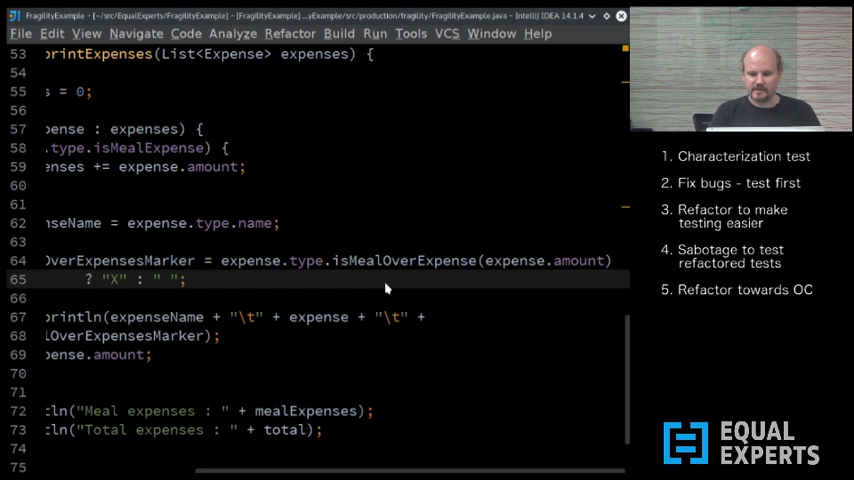 FragilityExample - [~/src/EqualExperts/FragilityExample] - [FragilityExample] - ...yExample/src/production/fragility/FragilityExample.java - IntelliJ IDEA 14.1.4
File Edit View Navigate Code Analyze Refactor Build Run Tools VCS Window Help
53 printExpenses(List<Expense> expenses) {
54
55 s = 0;
56
57 pense : expenses) {
58 .type.isMealExpense) {
59 enses += expense.amount;
60
61
62 nseName = expense.type.name;
63
64 OverExpensesMarker = expense.type.isMealOverExpense(expense.amount)
65 ? "X" : " ";
66
67 println(expenseName + "\t" + expense + "\t" +
68 lOverExpensesMarker);
69 pense.amount;
70
71
72 tln("Meal expenses : " + mealExpenses);
73 tln("Total expenses : " + total);
74
75
1. Characterization test
2. Fix bugs - test first
3. Refactor to make
testing easier
4. Sabotage to test
refactored tests
5. Refactor towards OC
EQUAL
EXPERTS